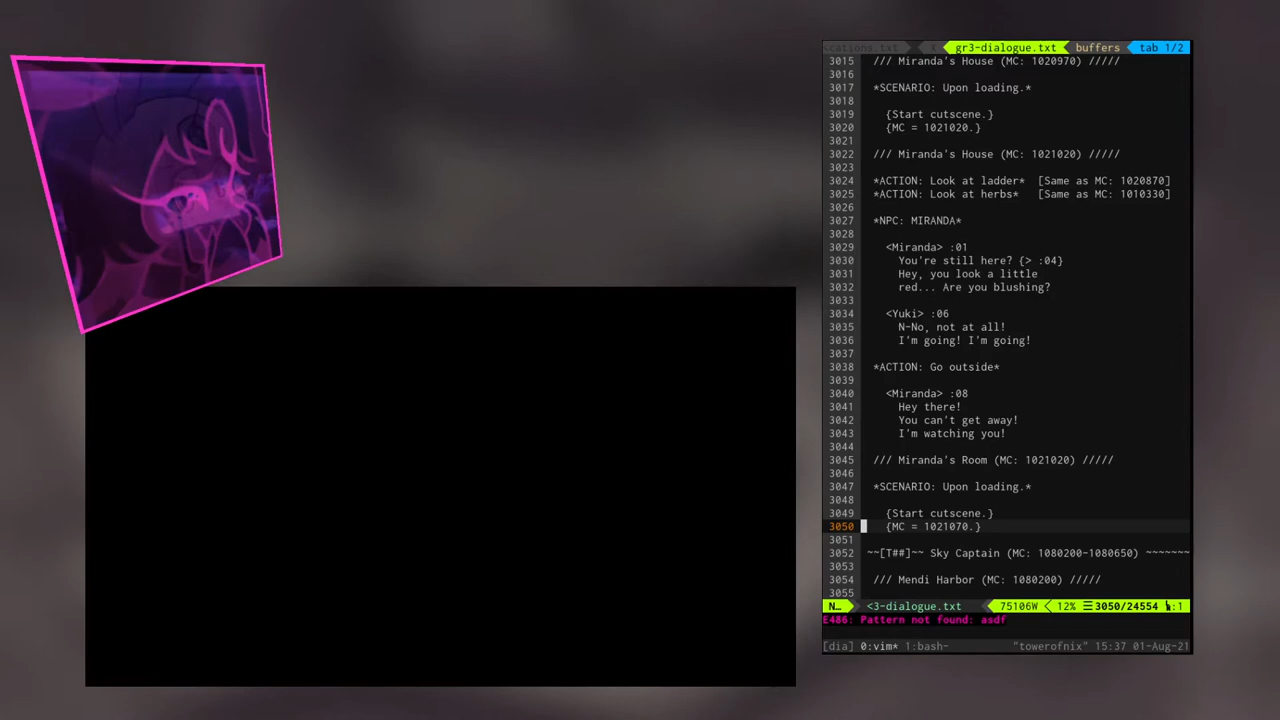 <cations.txt X gr3-dialogue.txt buffers tab 1/2
3015 /// Miranda's House (MC: 1020970) /////
3016
3017 *SCENARIO: Upon loading.*
3018
3019 {Start cutscene.}
3020 {MC = 1021020.}
3021
3022 /// Miranda's House (MC: 1021020) /////
3023
3024 *ACTION: Look at ladder* [Same as MC: 1020870]
3025 *ACTION: Look at herbs* [Same as MC: 1010330]
3026
3027 *NPC: MIRANDA*
3028
3029 <Miranda> :01
3030 You're still here? {> :04}
3031 Hey, you look a little
3032 red... Are you blushing?
3033
3034 <Yuki> :06
3035 N-No, not at all!
3036 I'm going! I'm going!
3037
3038 *ACTION: Go outside*
3039
3040 <Miranda> :08
3041 Hey there!
3042 You can't get away!
3043 I'm watching you!
3044
3045 /// Miranda's Room (MC: 1021020) /////
3046
3047 *SCENARIO: Upon loading.*
3048
3049 {Start cutscene.}
3050 {MC = 1021070.}
3051
3052 ~~[T##]~~ Sky Captain (MC: 1080200-1080650) ~~~~~~~
3053
3054 /// Mendi Harbor (MC: 1080200) /////
3055
N… <3-dialogue.txt 75106W 12% ☰3050/24554 :1
E486: Pattern not found: asdf
[dia] 0:vim* 1:bash- "towerofnix" 15:37 01-Aug-21